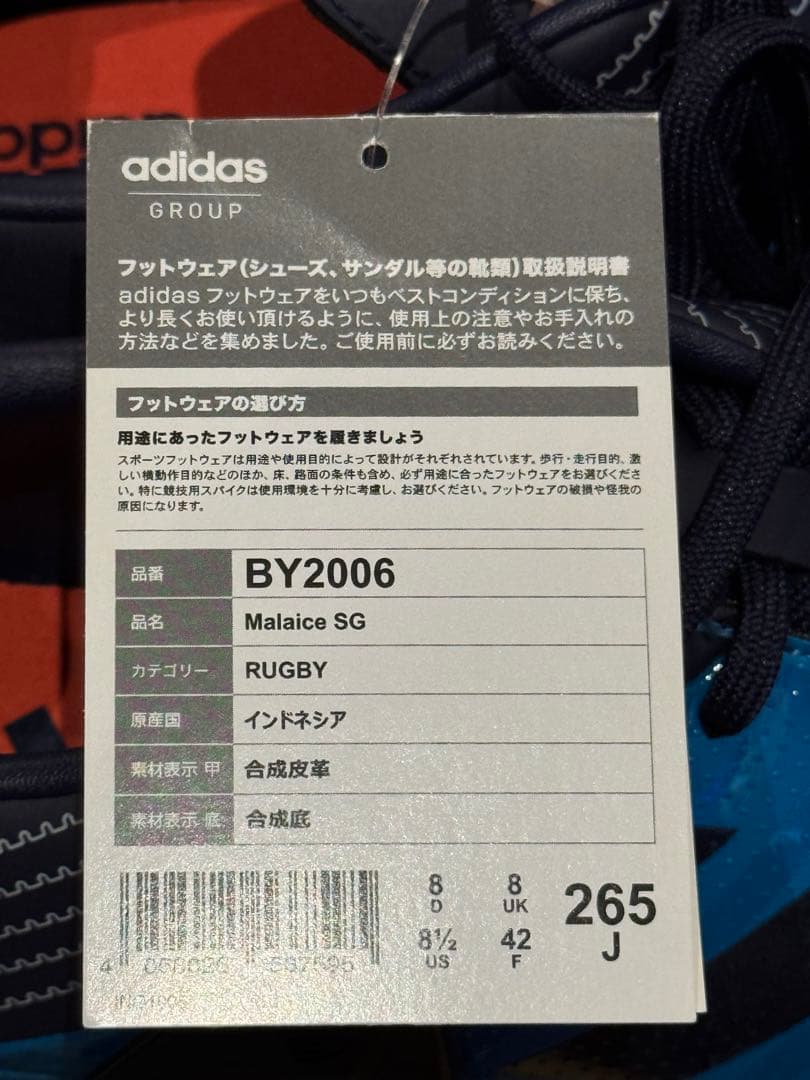 adidas
GROUP
フットウェア(シューズ、サンダル等の靴類)取扱説明書
adidas フットウェアをいつもベストコンディションに保ち、
より長くお使い頂けるように、使用上の注意やお手入れの
方法などを集めました。ご使用前に必ずお読みください。
フットウェアの選び方
用途にあったフットウェアを履きましょう
スポーツフットウェアは用途や使用目的によって設計がそれぞれされています。歩行・走行目的、激
しい横動作目的などのほか、床、路面の条件も含め、必ず用途に合ったフットウェアをお選びくださ
い。特に競技用スパイクは使用環境を十分に考慮し、お選びください。フットウェアの破損や怪我の
原因になります。
品番 BY2006
品名 Malaice SG
カテゴリー RUGBY
原産国 インドネシア
素材表示 甲 合成皮革
素材表示 底 合成底
8 8 265
D UK J
8½ 42
US F